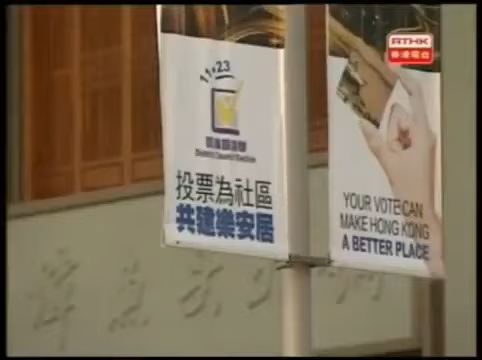 RTHK
香港電台
11·23
District Council Election
投票為社區
共建樂安居
YOUR VOTE CAN
MAKE HONG KONG
A BETTER PLACE